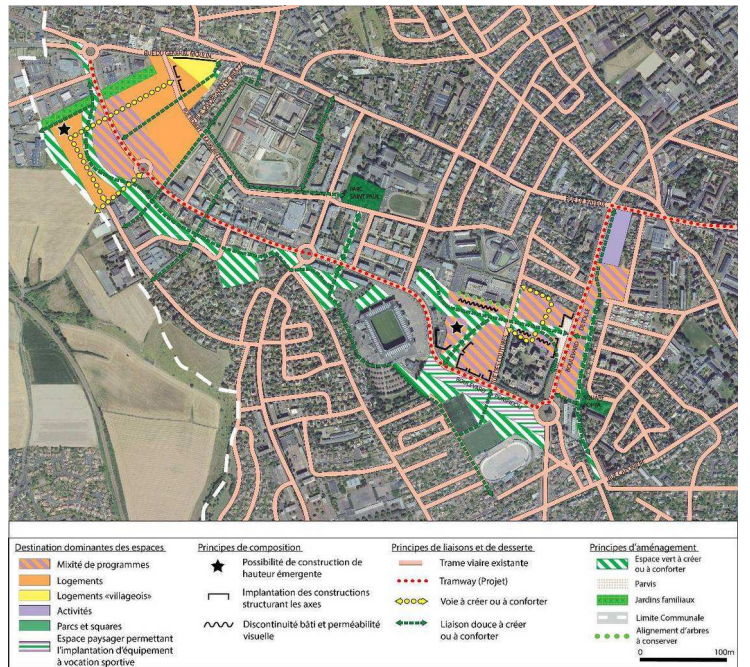 PARC
SAINT PAUL
Destination dominantes des espaces
Mixité de programmes
Logements
Logements «villageois»
Activités
Parcs et squares
Espace paysager permettant
l'implantation d'équipement
à vocation sportive
Principes de composition
Possibilité de construction de
hauteur émergente
Implantation des constructions
structurant les axes
Discontinuité bâti et perméabilité
visuelle
Principes de liaisons et de desserte
Trame viaire existante
Tramway (Projet)
Voie à créer ou à conforter
Liaison douce à créer
ou à conforter
Principes d'aménagement
Espace vert à créer
ou à conforter
Parvis
Jardins familiaux
Limite Communale
Alignement d'arbres
à conserver
0 100m